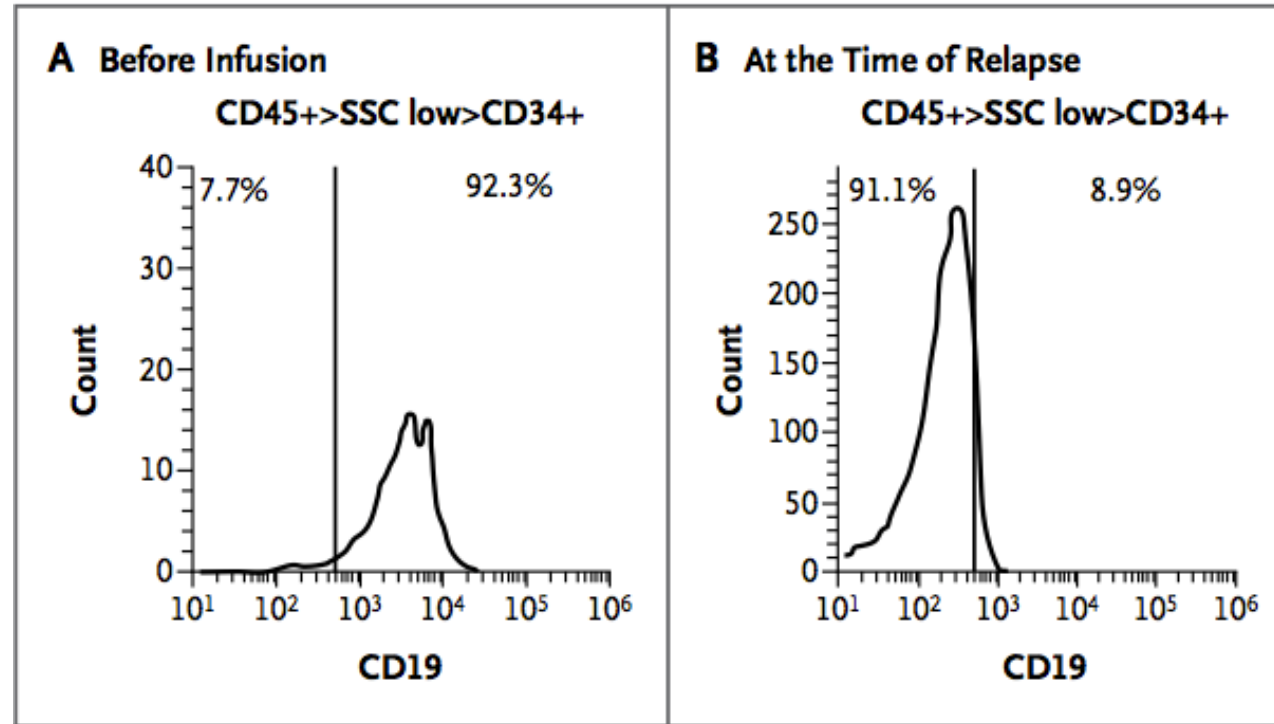 A Before Infusion
CD45+>SSC low>CD34+
40
30
20
10
0
7.7%
92.3%
Count
10¹ 10² 10³ 10⁴ 10⁵ 10⁶
CD19
B At the Time of Relapse
CD45+>SSC low>CD34+
250
200
150
100
50
0
91.1%
8.9%
Count
10¹ 10² 10³ 10⁴ 10⁵ 10⁶
CD19